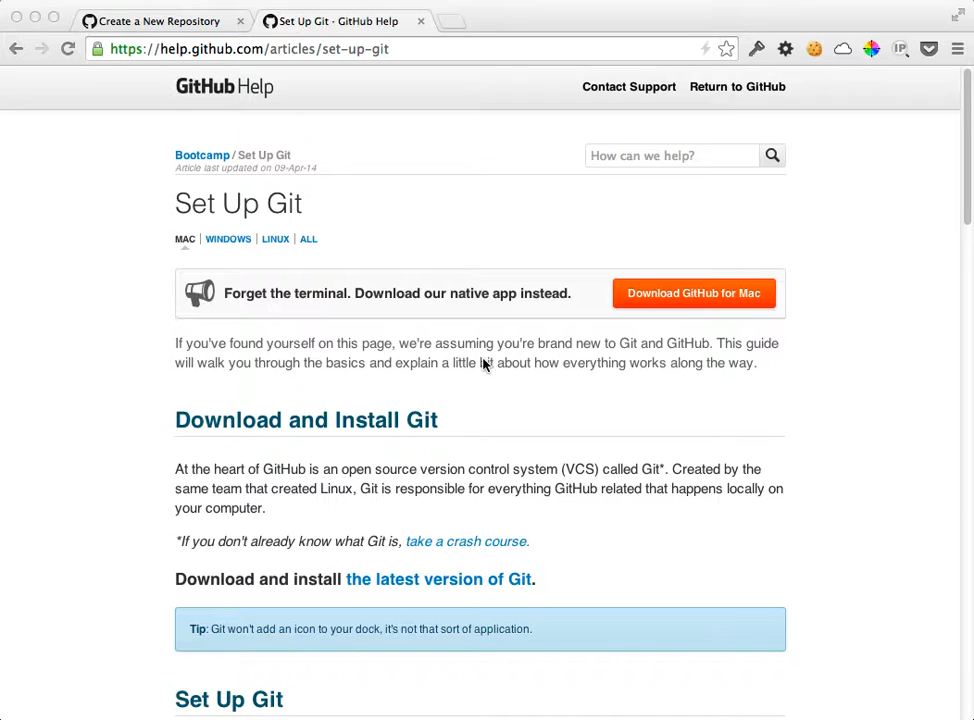 Create a New Repository
Set Up Git · GitHub Help
https://help.github.com/articles/set-up-git
IP
GitHub Help
Contact Support
Return to GitHub
Bootcamp / Set Up Git
Article last updated on 09-Apr-14
How can we help?
Set Up Git
MAC | WINDOWS | LINUX | ALL
Forget the terminal. Download our native app instead.
Download GitHub for Mac
If you've found yourself on this page, we're assuming you're brand new to Git and GitHub. This guide
will walk you through the basics and explain a little bit about how everything works along the way.
Download and Install Git
At the heart of GitHub is an open source version control system (VCS) called Git*. Created by the
same team that created Linux, Git is responsible for everything GitHub related that happens locally on
your computer.
*If you don't already know what Git is, take a crash course.
Download and install the latest version of Git.
Tip: Git won't add an icon to your dock, it's not that sort of application.
Set Up Git